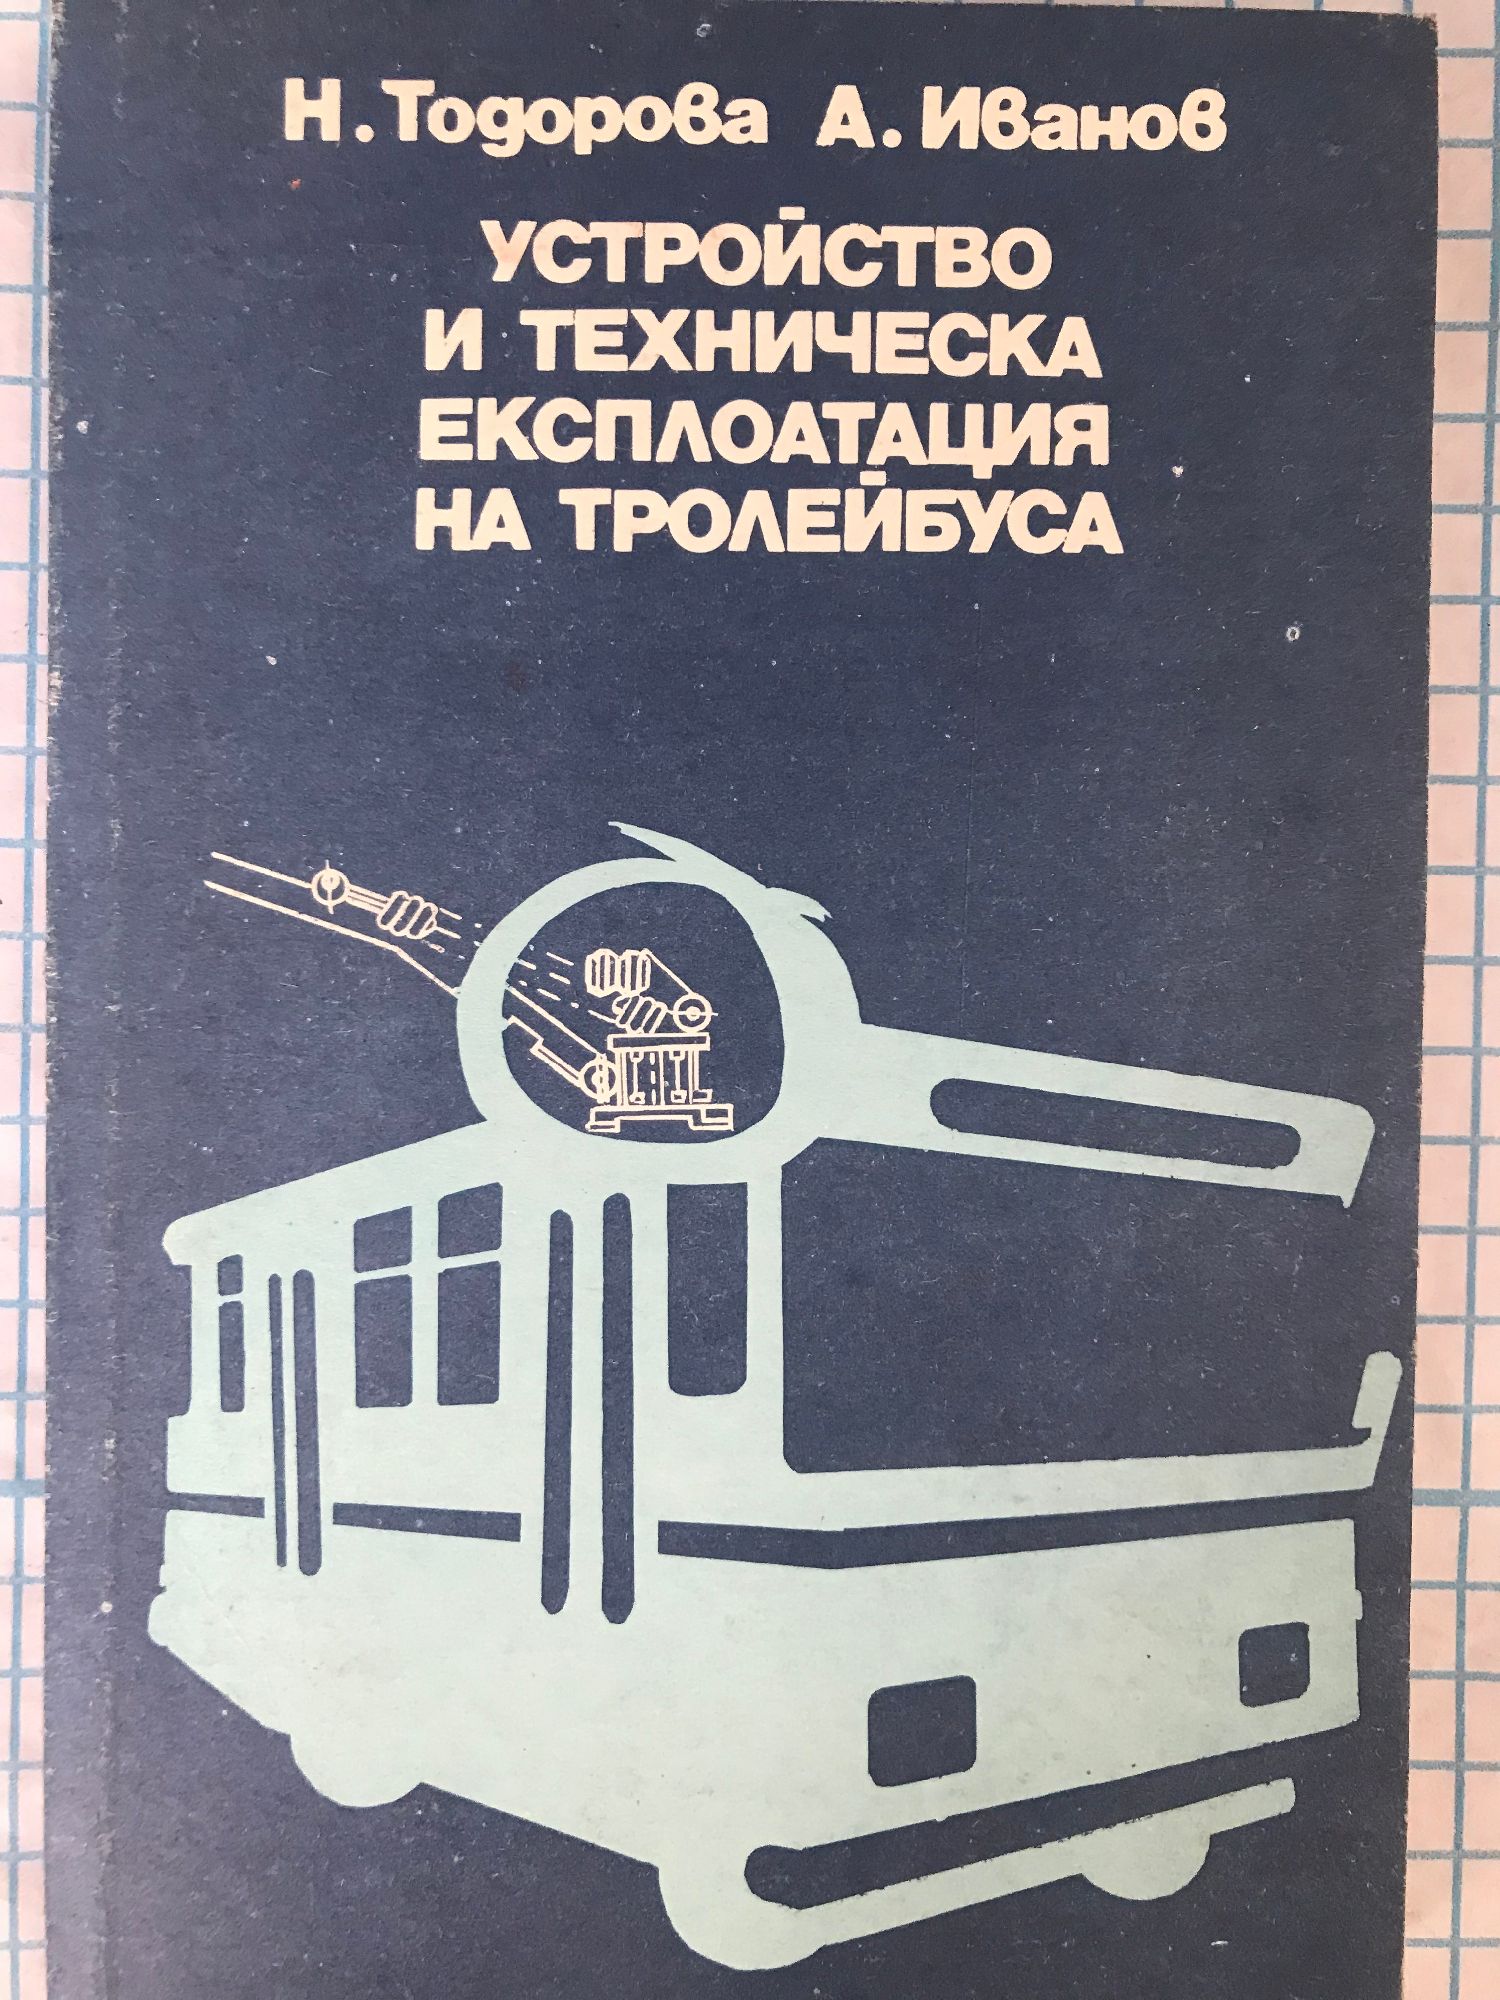 Н. Тодорова А. Иванов
УСТРОЙСТВО
И ТЕХНИЧЕСКА
ЕКСПЛОАТАЦИЯ
НА ТРОЛЕЙБУСА